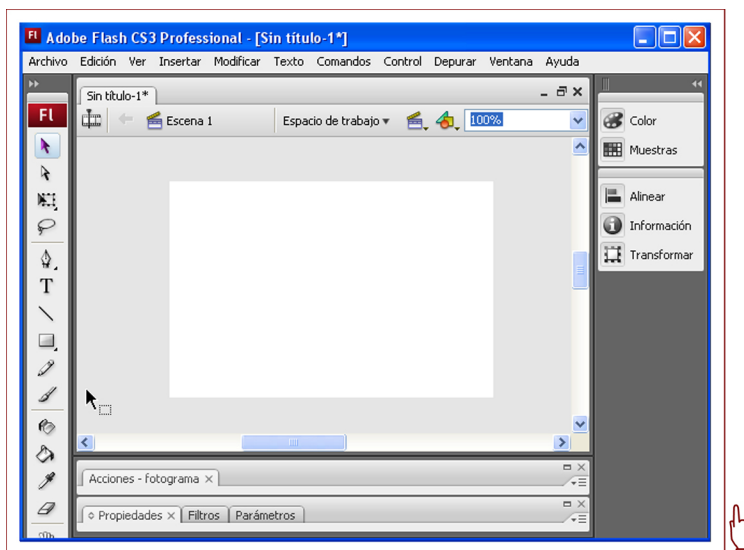 Fl Adobe Flash CS3 Professional - [Sin título-1*]
Archivo Edición Ver Insertar Modificar Texto Comandos Control Depurar Ventana Ayuda
Sin título-1*
Fl
Escena 1 Espacio de trabajo 100%
Color
Muestras
Alinear
Información
Transformar
T
Acciones - fotograma
Propiedades Filtros Parámetros